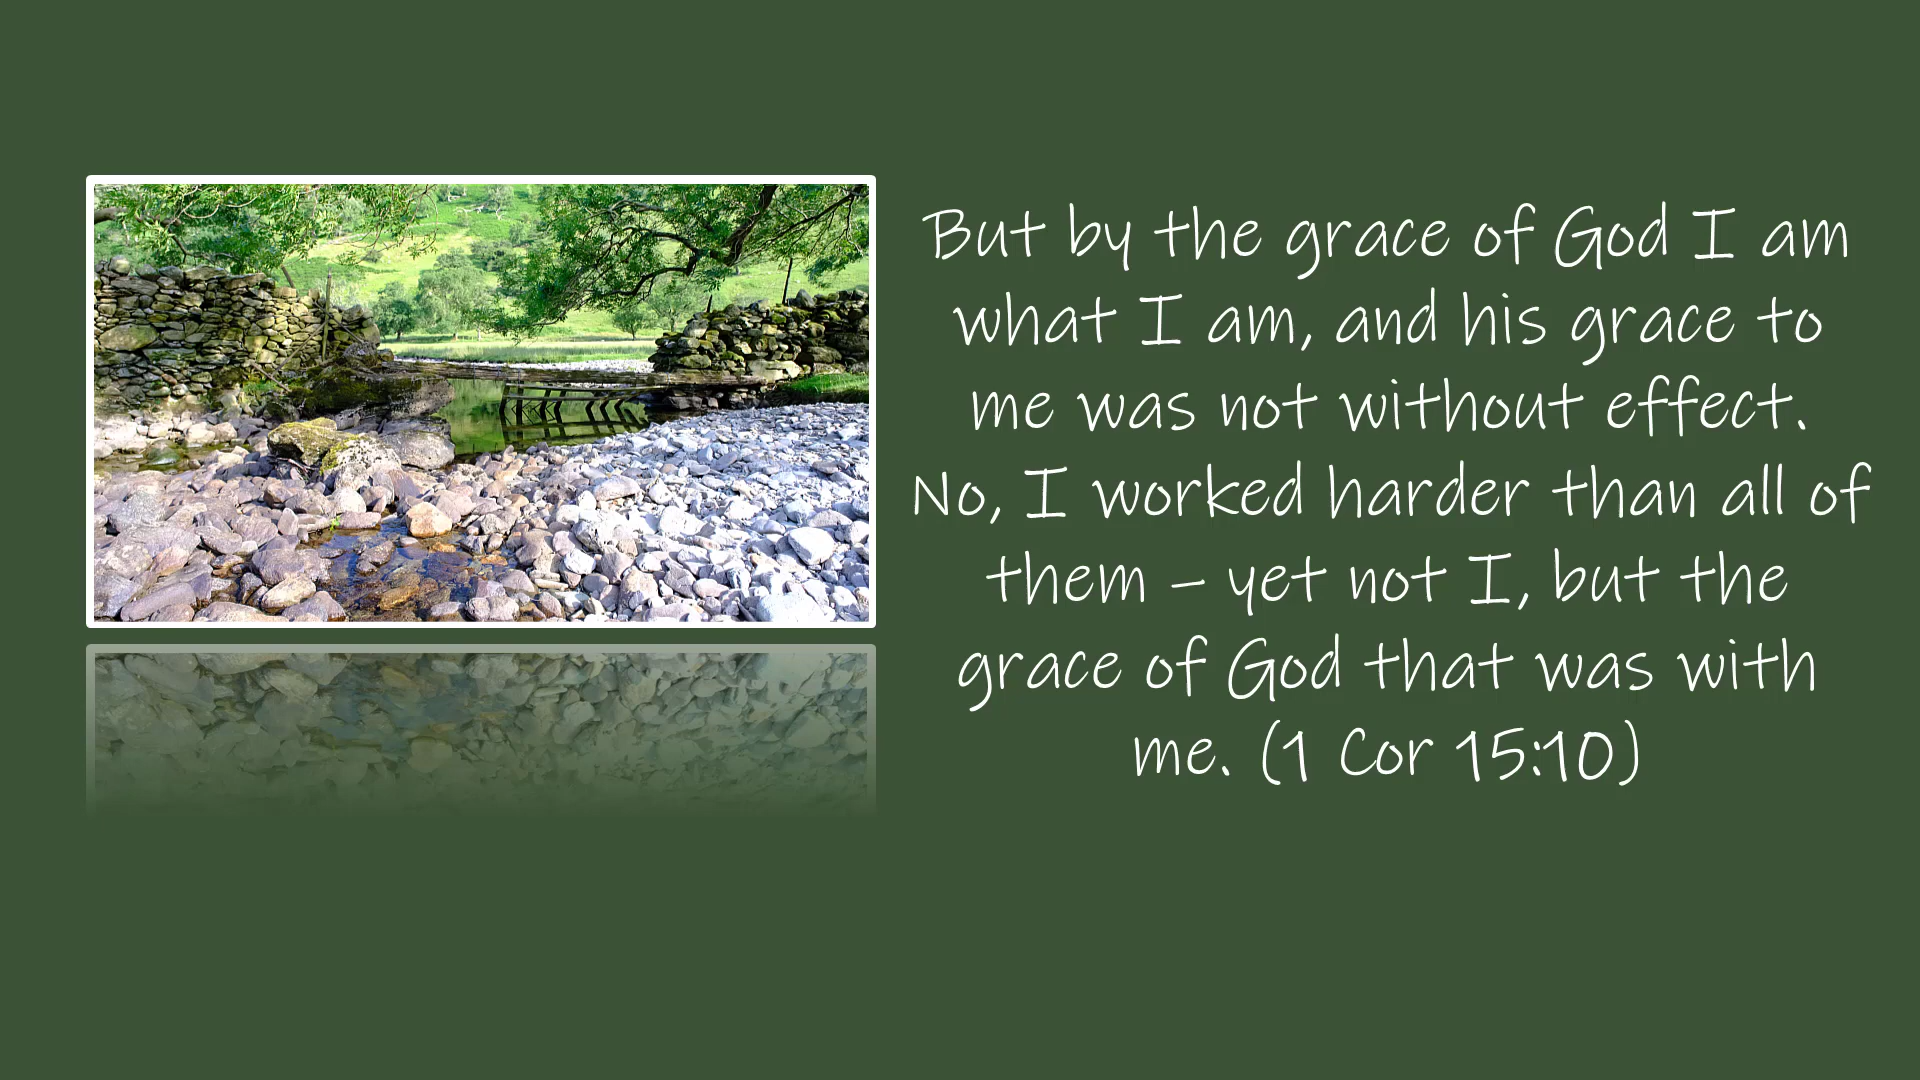 But by the grace of God I am
what I am, and his grace to
me was not without effect.
No, I worked harder than all of
them – yet not I, but the
grace of God that was with
me. (1 Cor 15:10)